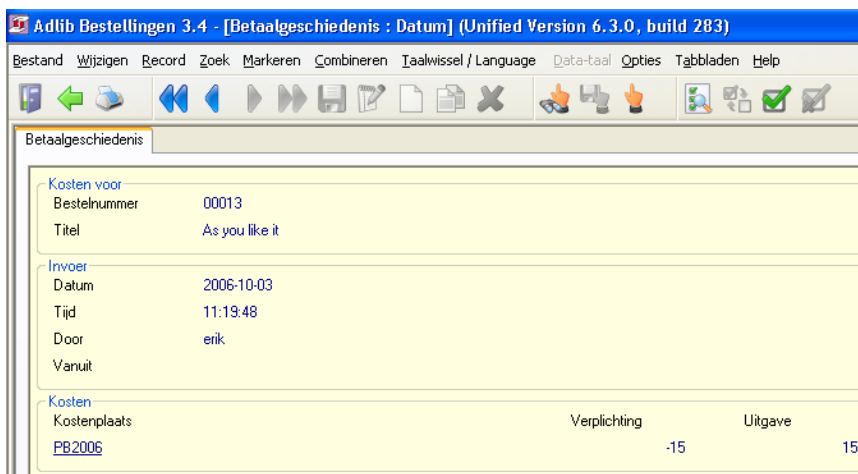 Adlib Bestellingen 3.4 - [Betaalgeschiedenis : Datum] (Unified Version 6.3.0, build 283)
Bestand Wijzigen Record Zoek Markeren Combineren Taalwissel / Language Data-taal Opties Tabbladen Help
Betaalgeschiedenis
Kosten voor
Bestelnummer 00013
Titel As you like it
Invoer
Datum 2006-10-03
Tijd 11:19:48
Door erik
Vanuit
Kosten
Kostenplaats Verplichting Uitgave
PB2006 -15 15